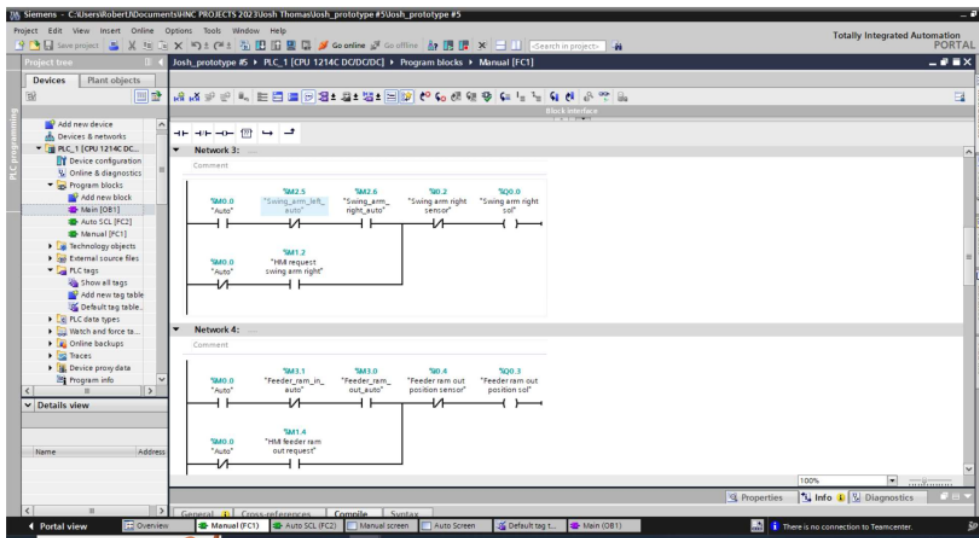 Siemens - C:\Users\RobertJ\Documents\HNC PROJECTS 2023\Josh Thomas\Josh_prototype #5\Josh_prototype #5
Project Edit View Insert Online Options Tools Window Help
Totally Integrated Automation
PORTAL
Save project
Go online
Go offline
<Search in project>
Project tree
Josh_prototype #5 PLC_1 [CPU 1214C DC/DC/DC] Program blocks Manual [FC1]
Devices
Plant objects
PLC programming
Block interface
Add new device
Devices & networks
PLC_1 [CPU 1214C DC...
Device configuration
Online & diagnostics
Program blocks
Add new block
Main [OB1]
Auto SCL [FC2]
Manual [FC1]
Technology objects
External source files
PLC tags
Show all tags
Add new tag table
Default tag table.
PLC data types
Watch and force ta...
Online backups
Traces
Device proxy data
Program info
Details view
Name Address
Network 3: ....
Comment
%M0.0
"Auto"
%M2.5
"Swing_arm_left_
auto"
%M2.6
"Swing_arm_
right_auto"
%I0.2
"Swing arm right
sensor"
%Q0.0
"Swing arm right
sol"
%M0.0
"Auto"
%M1.2
"HMI request
swing arm right"
Network 4: ....
Comment
%M0.0
"Auto"
%M3.1
"Feeder_ram_in_
auto"
%M3.0
"Feeder_ram_
out_auto"
%I0.4
"Feeder ram out
position sensor"
%Q0.3
"Feeder ram out
position sol"
%M0.0
"Auto"
%M1.4
"HMI feeder ram
out request"
100%
Properties
Info
Diagnostics
General
Cross-references
Compile
Syntax
Portal view
Overview
Manual (FC1)
Auto SCL (FC2)
Manual screen
Auto Screen
Default tag t...
Main (OB1)
There is no connection to Teamcenter.